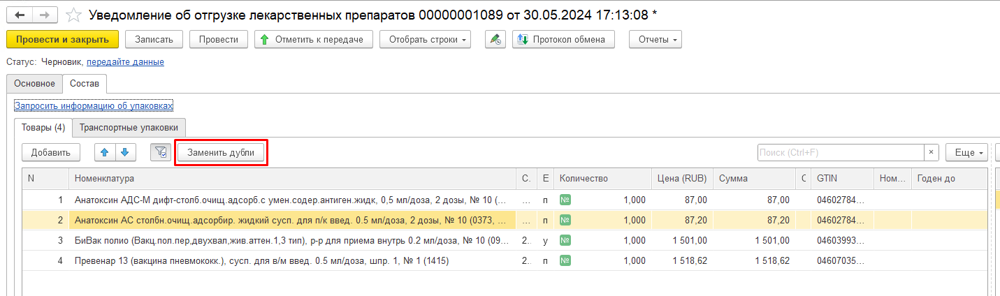 Уведомление об отгрузке лекарственных препаратов 00000001089 от 30.05.2024 17:13:08 *
Провести и закрыть Записать Провести Отметить к передаче Отобрать строки Протокол обмена Отчеты
Статус: Черновик, передайте данные
Основное Состав
Запросить информацию об упаковках
Товары (4) Транспортные упаковки
Добавить Заменить дубли Поиск (Ctrl+F) × Еще
N Номенклатура С.. Е Количество Цена (RUB) Сумма С GTIN Ном... Годен до
1 Анатоксин АДС-М дифт-столб.очищ.адсорб.с умен.содер.антиген.жидк, 0,5 мл/доза, 2 дозы, № 10 (... ... п № 1,000 87,00 87,00 04602784...
2 Анатоксин АС столбн.очищ.адсорбир. жидкий сусп. для п/к введ. 0.5 мл/доза, 2 дозы, № 10 (0373, ... ... п № 1,000 87,20 87,20 04602784...
3 БиВак полио (Вакц.пол.пер,двухвал,жив.аттен.1,3 тип), р-р для приема внутрь 0.2 мл/доза, № 10 (09... 2.. у № 1,000 1 501,00 1 501,00 04603993...
4 Превенар 13 (вакцина пневмококк.), сусп. для в/м введ. 0.5 мл/доза, шпр. 1, № 1 (1415) 2.. п № 1,000 1 518,62 1 518,62 04607035...